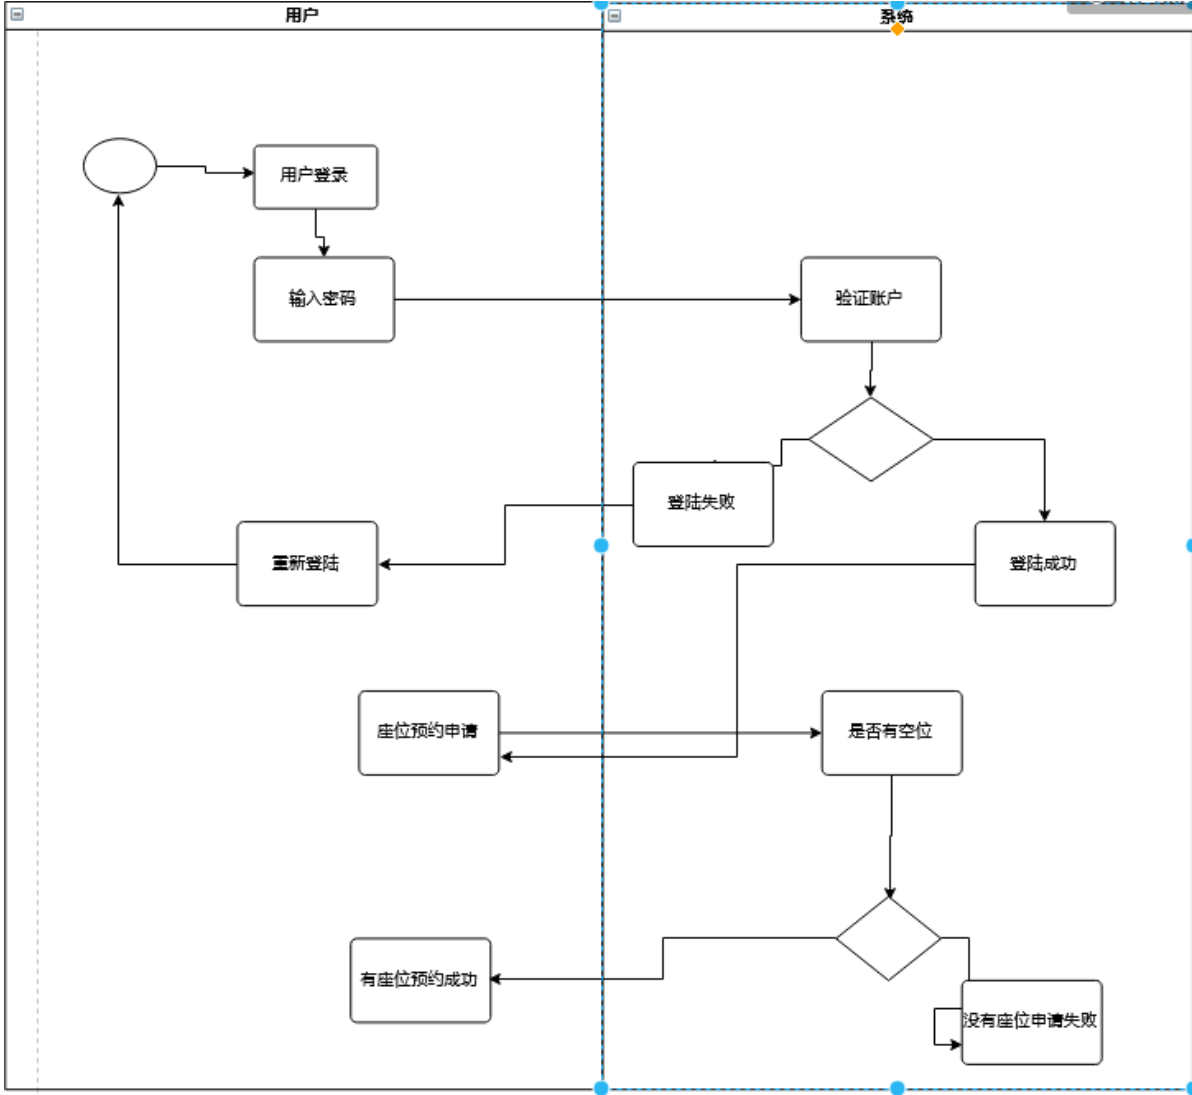 用户
系统
用户登录
输入密码
验证账户
登陆失败
重新登陆
登陆成功
座位预约申请
是否有空位
有座位预约成功
没有座位申请失败